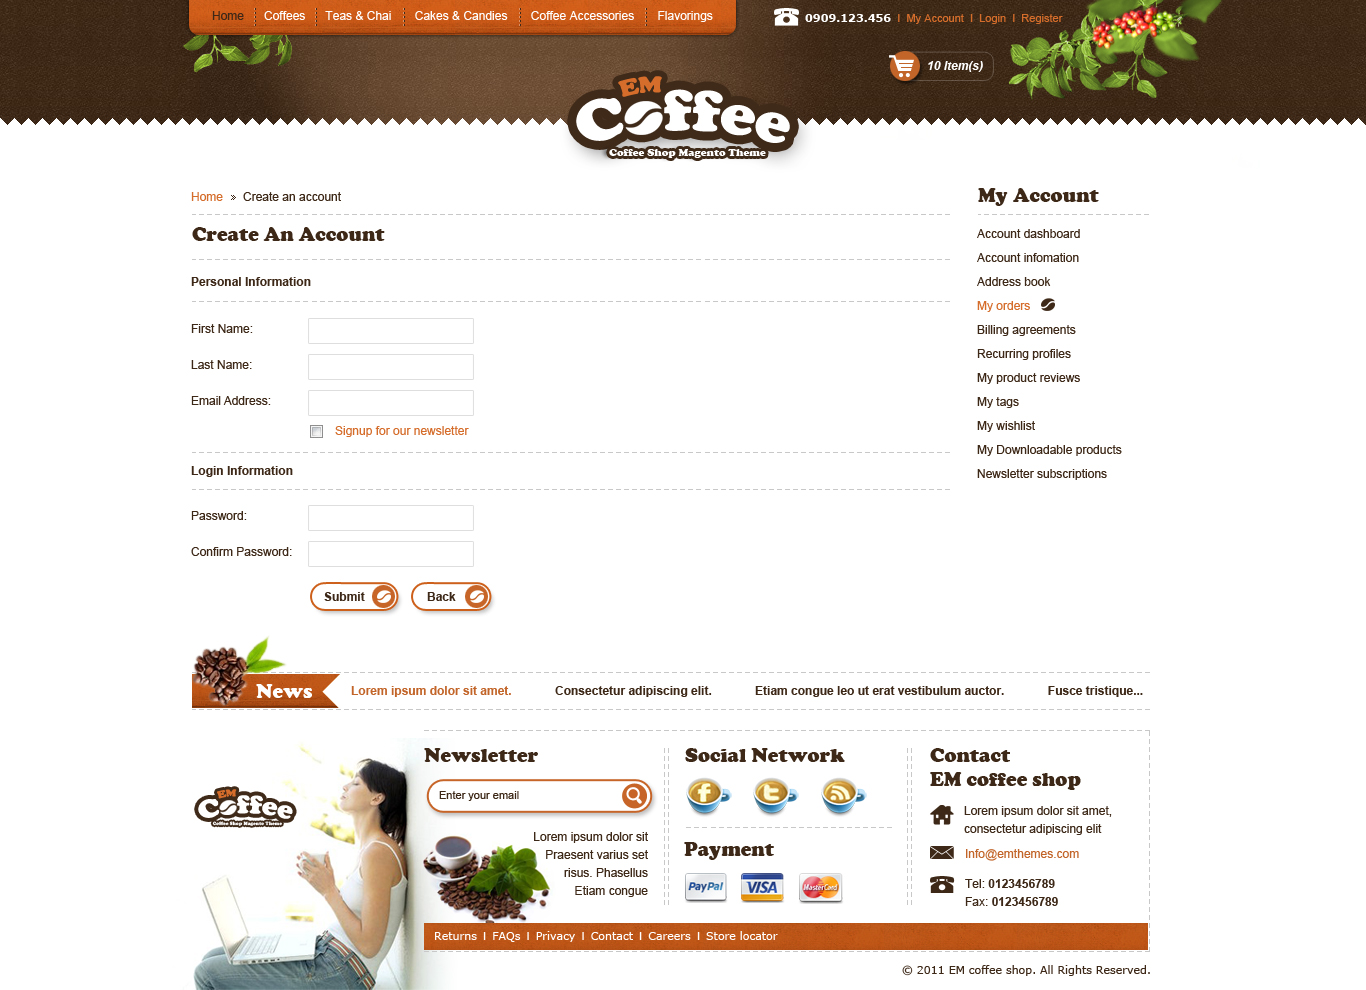 Home Coffees Teas & Chai Cakes & Candies Coffee Accessories Flavorings
0909.123.456 | My Account | Login | Register
10 Item(s)
EM
Coffee
Coffee Shop Magento Theme
Home » Create an account
Create An Account
Personal Information
First Name:
Last Name:
Email Address:
Signup for our newsletter
Login Information
Password:
Confirm Password:
Submit Back
My Account
Account dashboard
Account infomation
Address book
My orders
Billing agreements
Recurring profiles
My product reviews
My tags
My wishlist
My Downloadable products
Newsletter subscriptions
News Lorem ipsum dolor sit amet. Consectetur adipiscing elit. Etiam congue leo ut erat vestibulum auctor. Fusce tristique...
EM
Coffee
Coffee Shop Magento Theme
Newsletter
Enter your email
Lorem ipsum dolor sit
Praesent varius set
risus. Phasellus
Etiam congue
Social Network
f t
Payment
PayPal VISA MasterCard
Contact
EM coffee shop
Lorem ipsum dolor sit amet,
consectetur adipiscing elit
Info@emthemes.com
Tel: 0123456789
Fax: 0123456789
Returns | FAQs | Privacy | Contact | Careers | Store locator
© 2011 EM coffee shop. All Rights Reserved.